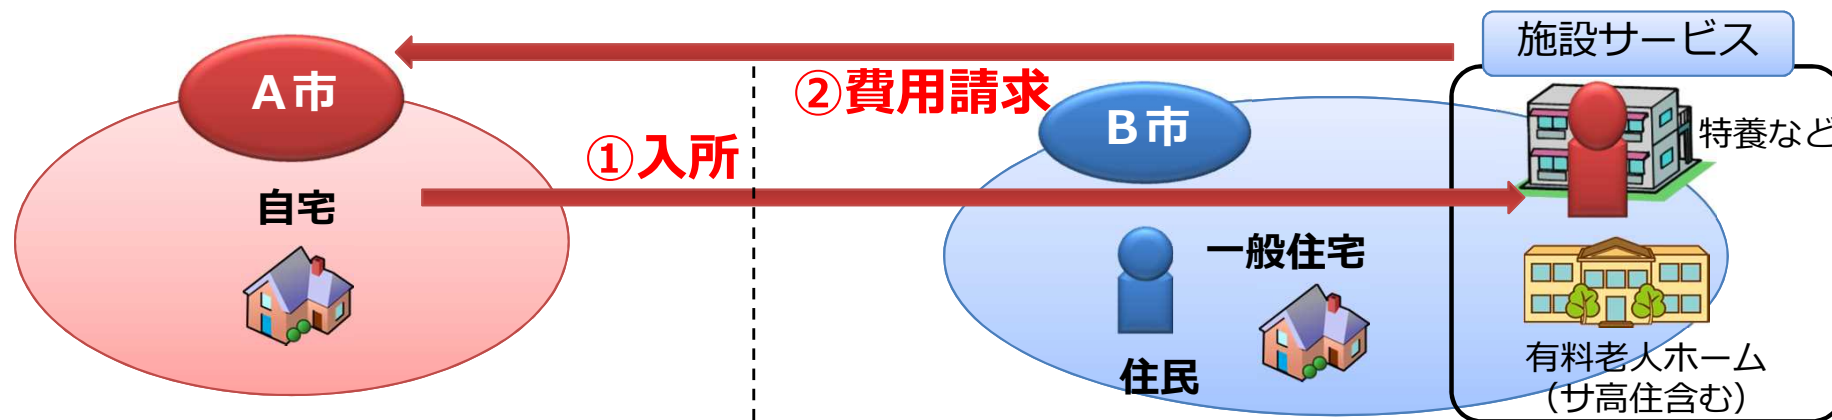 施設サービス
A市
②費用請求
B市
①入所
特養など
自宅
一般住宅
住民
有料老人ホーム
（サ高住含む）